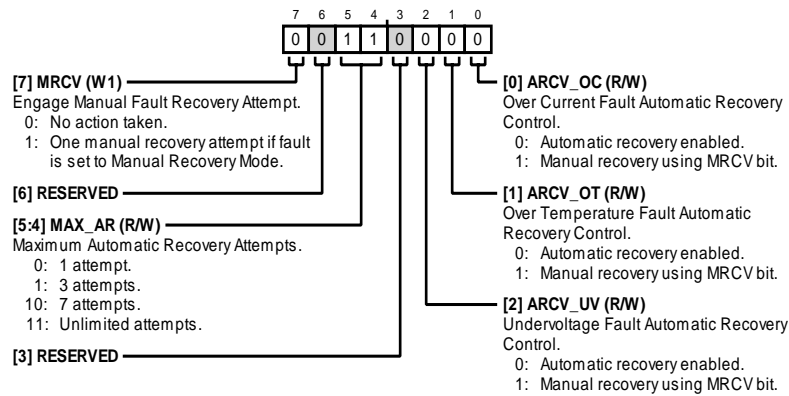 7 6 5 4 3 2 1 0
0 0 1 1 0 0 0 0
[7] MRCV (W1)
Engage Manual Fault Recovery Attempt.
0: No action taken.
1: One manual recovery attempt if fault
is set to Manual Recovery Mode.
[6] RESERVED
[5:4] MAX_AR (R/W)
Maximum Automatic Recovery Attempts.
0: 1 attempt.
1: 3 attempts.
10: 7 attempts.
11: Unlimited attempts.
[3] RESERVED
[0] ARCV_OC (R/W)
Over Current Fault Automatic Recovery
Control.
0: Automatic recovery enabled.
1: Manual recovery using MRCV bit.
[1] ARCV_OT (R/W)
Over Temperature Fault Automatic
Recovery Control.
0: Automatic recovery enabled.
1: Manual recovery using MRCV bit.
[2] ARCV_UV (R/W)
Undervoltage Fault Automatic Recovery
Control.
0: Automatic recovery enabled.
1: Manual recovery using MRCV bit.